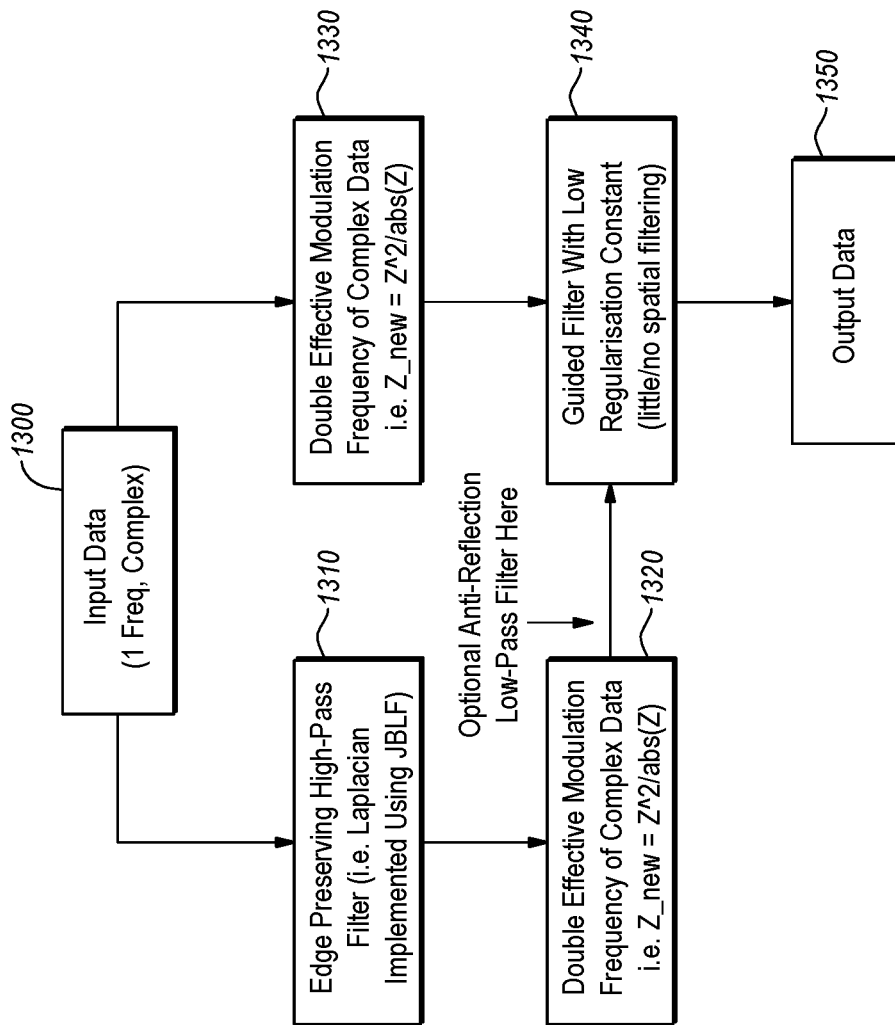 1300
Input Data
(1 Freq, Complex)
1310
Edge Preserving High-Pass
Filter (i.e. Laplacian
Implemented Using JBLF)
1330
Double Effective Modulation
Frequency of Complex Data
i.e. Z_new = Z^2/abs(Z)
Optional Anti-Reflection
Low-Pass Filter Here
1320
Double Effective Modulation
Frequency of Complex Data
i.e. Z_new = Z^2/abs(Z)
1340
Guided Filter With Low
Regularisation Constant
(little/no spatial filtering)
1350
Output Data